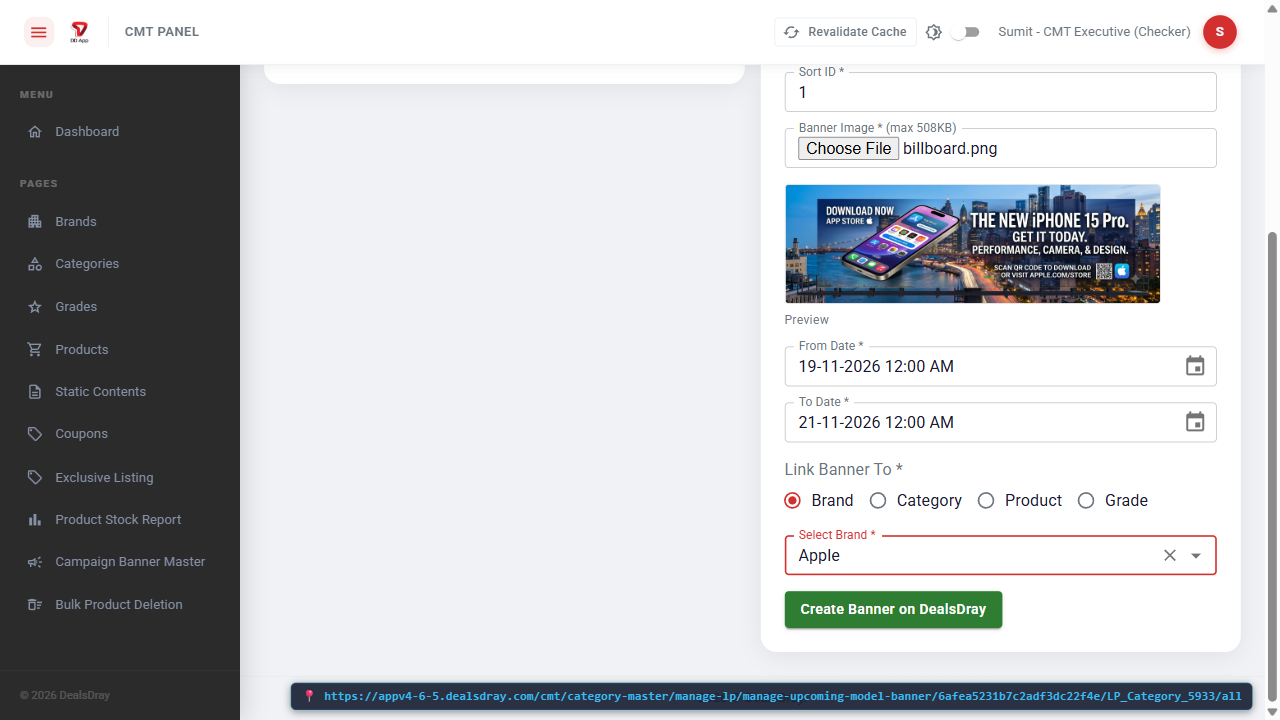 DD App
CMT PANEL
Revalidate Cache
Sumit - CMT Executive (Checker)
S
MENU
Dashboard
PAGES
Brands
Categories
Grades
Products
Static Contents
Coupons
Exclusive Listing
Product Stock Report
Campaign Banner Master
Bulk Product Deletion
© 2026 DealsDray
Sort ID *
1
Banner Image * (max 508KB)
Choose File billboard.png
DOWNLOAD NOW
APP STORE
THE NEW iPHONE 15 Pro.
GET IT TODAY.
PERFORMANCE, CAMERA, & DESIGN.
SCAN QR CODE TO DOWNLOAD
OR VISIT APPLE.COM/STORE
Preview
From Date *
19-11-2026 12:00 AM
To Date *
21-11-2026 12:00 AM
Link Banner To *
Brand Category Product Grade
Select Brand *
Apple
Create Banner on DealsDray
https://appv4-6-5.dealsdray.com/cmt/category-master/manage-lp/manage-upcoming-model-banner/6afea5231b7c2adf3dc22f4e/LP_Category_5933/all